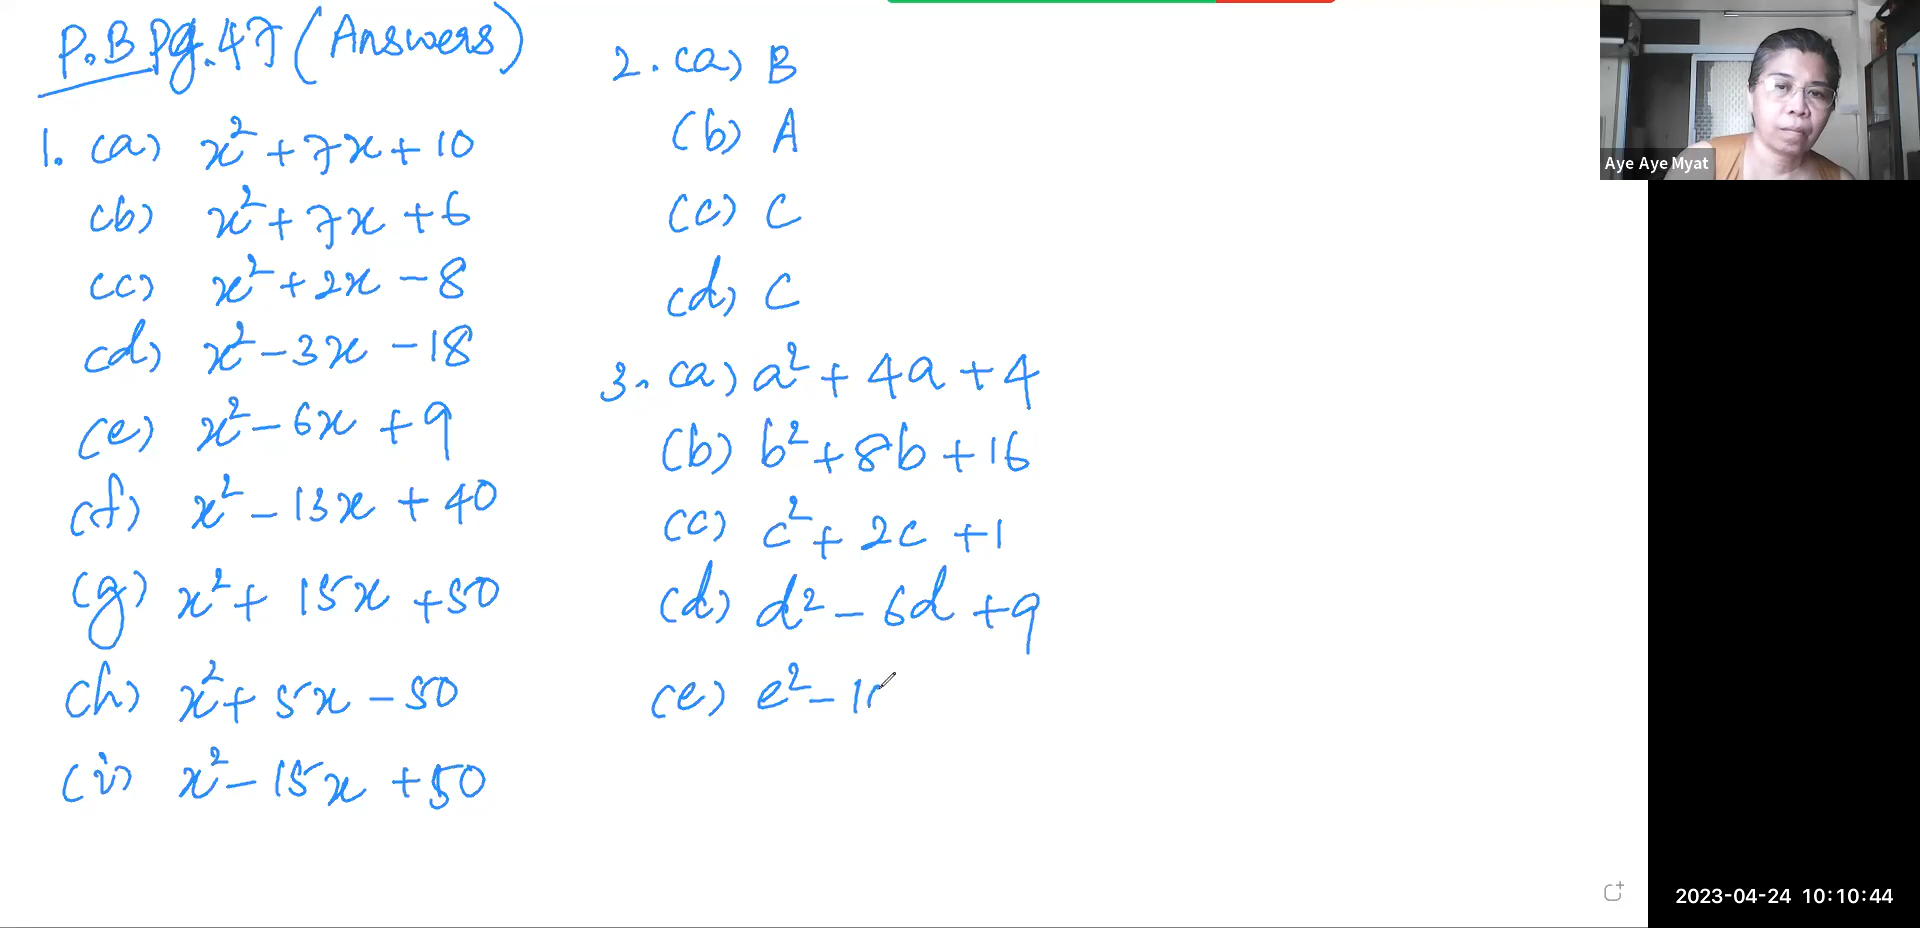 P.B Pg.47 (Answers)
1. (a) x² + 7x + 10
(b) x² + 7x + 6
(c) x² + 2x - 8
(d) x² - 3x - 18
(e) x² - 6x + 9
(f) x² - 13x + 40
(g) x² + 15x + 50
(h) x² + 5x - 50
(i) x² - 15x + 50
2. (a) B
(b) A
(c) C
(d) C
3. (a) a² + 4a + 4
(b) b² + 8b + 16
(c) c² + 2c + 1
(d) d² - 6d + 9
(e) e² - 1
Aye Aye Myat
2023-04-24 10:10:44